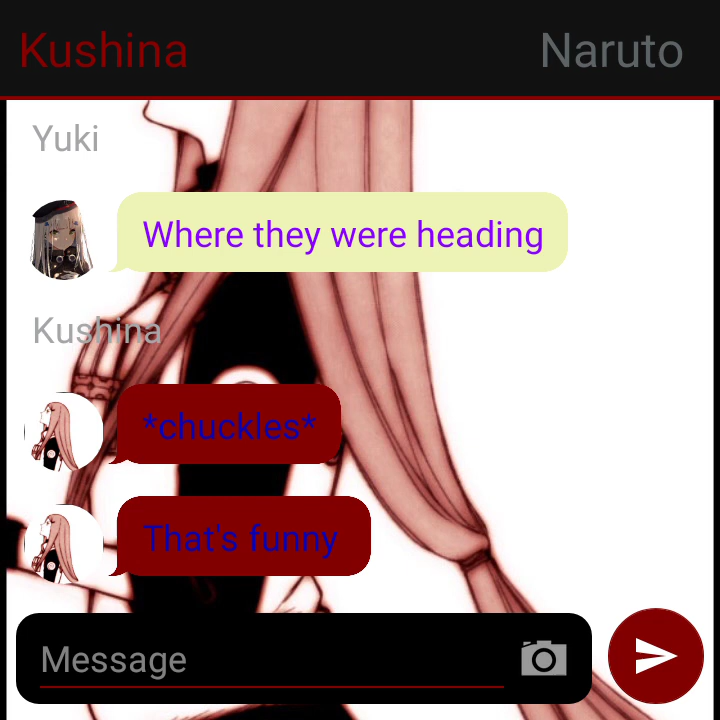 Kushina
Naruto
Yuki
Where they were heading
Kushina
*chuckles*
That's funny
Message